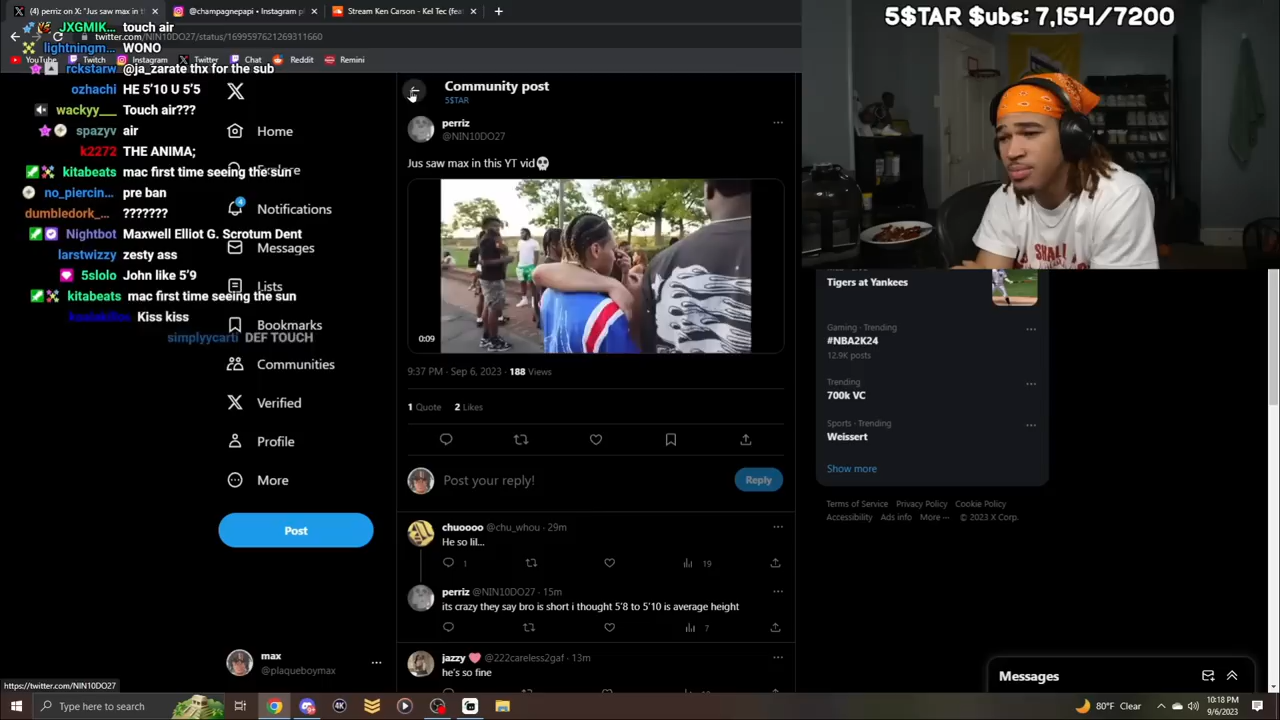 perriz on X: "Jus saw max in t
@champagnepapi • Instagram p
Stream Ken Carson - Kel Tec (fea
twitter.com/NIN10DO27/status/1699597621269311660
YouTube
Twitch
Instagram
Twitter
Chat
Reddit
Remini
JXGMIK... touch air
lightningm... WONO
rckstarw @ja_zarate thx for the sub
ozhachi HE 5'10 U 5'5
wackyy___ Touch air???
spazyv air
k2272 THE ANIMA;
kitabeats mac first time seeing the sun
no_piercin... pre ban
dumbledork_... ???????
Nightbot Maxwell Elliot G. Scrotum Dent
larstwizzy zesty ass
5slolo John like 5'9
kitabeats mac first time seeing the sun
Kiss kiss
simplyycarti DEF TOUCH
Home
Notifications
4
Messages
Lists
Bookmarks
Communities
Verified
Profile
More
Post
max
@plaqueboymax
https://twitter.com/NIN10DO27
Community post
5$TAR
perriz
@NIN10DO27
Jus saw max in this YT vid💀
0:09
9:37 PM · Sep 6, 2023 · 188 Views
1 Quote 2 Likes
Post your reply!
Reply
chuoooo @chu_whou · 29m
He so lil...
1 19
perriz @NIN10DO27 · 15m
its crazy they say bro is short i thought 5'8 to 5'10 is average height
7
jazzy @222careless2gaf · 13m
he's so fine
5$TAR $ubs: 7,154/7200
SHALL
Tigers at Yankees
Gaming · Trending
#NBA2K24
12.9K posts
Trending
700k VC
Sports · Trending
Weissert
Show more
Terms of Service Privacy Policy Cookie Policy
Accessibility Ads info More ··· © 2023 X Corp.
Messages
Type here to search
4K
80°F Clear
10:18 PM
9/6/2023